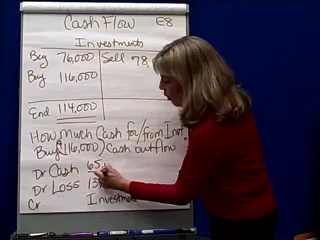 Cash Flow E8
Investments
Beg 76,000 Sell 78,0
Buy 116,000
End 114,000
How Much Cash for/from Inv
Buy (116,000) Cash outflow
Dr Cash 65,
Dr Loss 13
Cr Investment